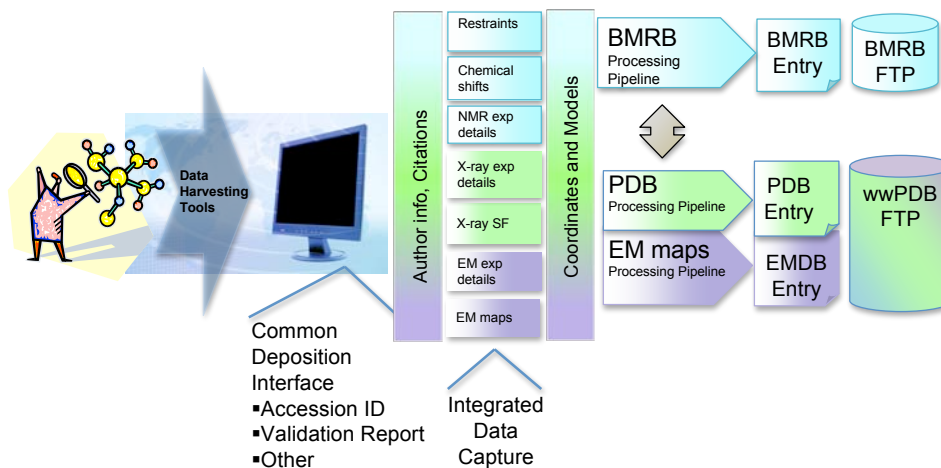 Data
Harvesting
Tools
Common
Deposition
Interface
▪Accession ID
▪Validation Report
▪Other
Author info, Citations
Restraints
Chemical
shifts
NMR exp
details
X-ray exp
details
X-ray SF
EM exp
details
EM maps
Integrated
Data
Capture
Coordinates and Models
BMRB
Processing
Pipeline
BMRB
Entry
BMRB
FTP
PDB
Processing Pipeline
PDB
Entry
EM maps
Processing Pipeline
EMDB
Entry
wwPDB
FTP